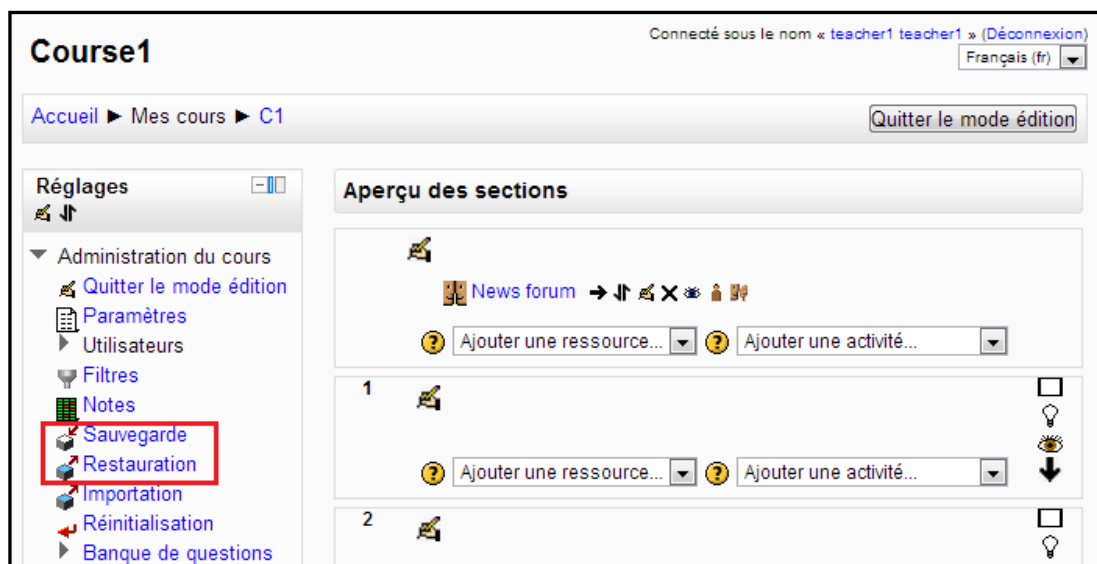 Connecté sous le nom « teacher1 teacher1 » (Déconnexion)
Course1
Français (fr)
Accueil ► Mes cours ► C1
Quitter le mode édition
Réglages
Administration du cours
Quitter le mode édition
Paramètres
Utilisateurs
Filtres
Notes
Sauvegarde
Restauration
Importation
Réinitialisation
Banque de questions
Aperçu des sections
News forum
Ajouter une ressource... Ajouter une activité...
1
Ajouter une ressource... Ajouter une activité...
2